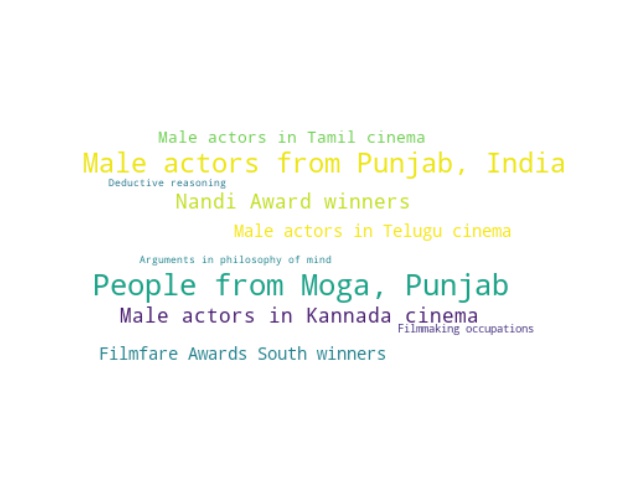 Male actors in Tamil cinema
Male actors from Punjab, India
Deductive reasoning
Nandi Award winners
Male actors in Telugu cinema
Arguments in philosophy of mind
People from Moga, Punjab
Male actors in Kannada cinema
Filmmaking occupations
Filmfare Awards South winners